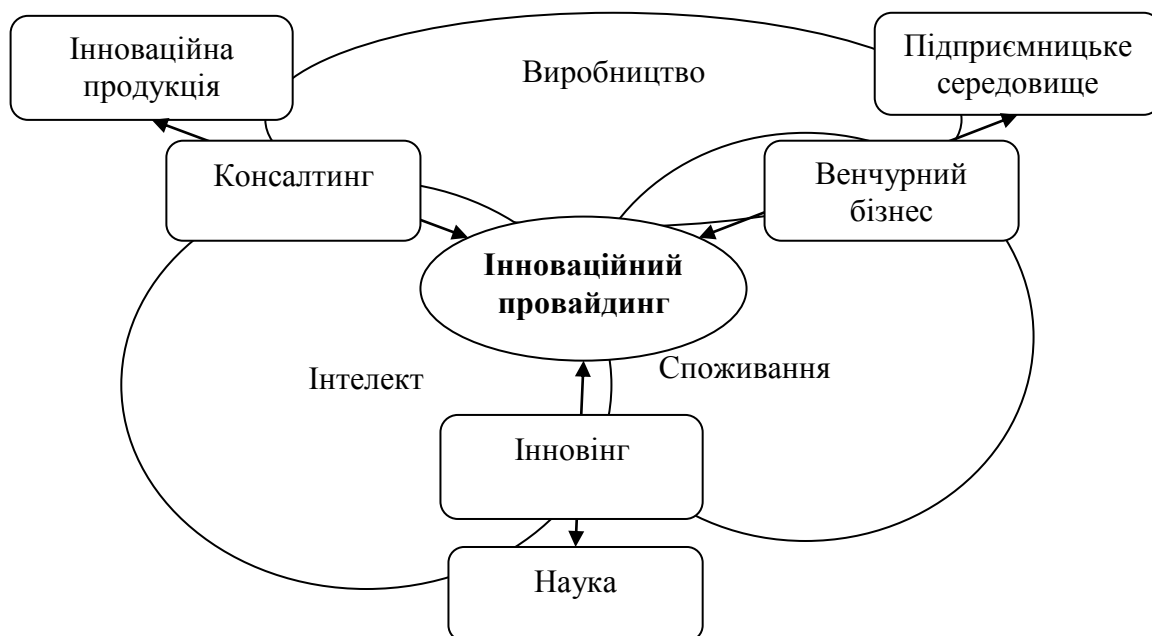 Інноваційна
продукція
Виробництво
Підприємницьке
середовище
Консалтинг
Венчурний
бізнес
Інноваційний
провайдинг
Інтелект
Споживання
Інновінг
Наука